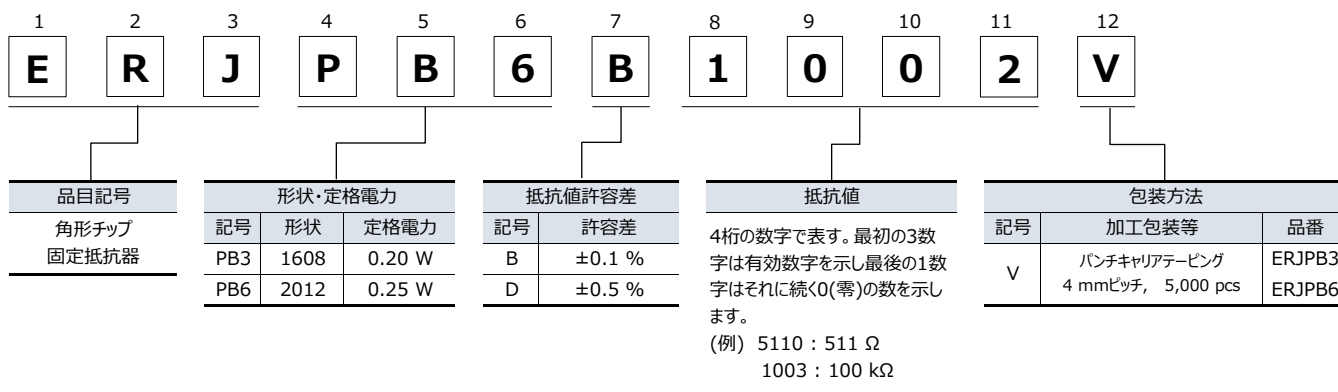 1 2 3 4 5 6 7 8 9 10 11 12
E R J P B 6 B 1 0 0 2 V
品目記号
角形チップ
固定抵抗器
形状・定格電力
記号 形状 定格電力
PB3 1608 0.20 W
PB6 2012 0.25 W
抵抗値許容差
記号 許容差
B ±0.1 %
D ±0.5 %
抵抗値
4桁の数字で表す。最初の3数
字は有効数字を示し最後の1数
字はそれに続く0(零)の数を示し
ます。
(例) 5110 : 511 Ω
1003 : 100 kΩ
包装方法
記号 加工包装等 品番
V パンチキャリアテーピング ERJPB3
4 mmピッチ, 5,000 pcs ERJPB6